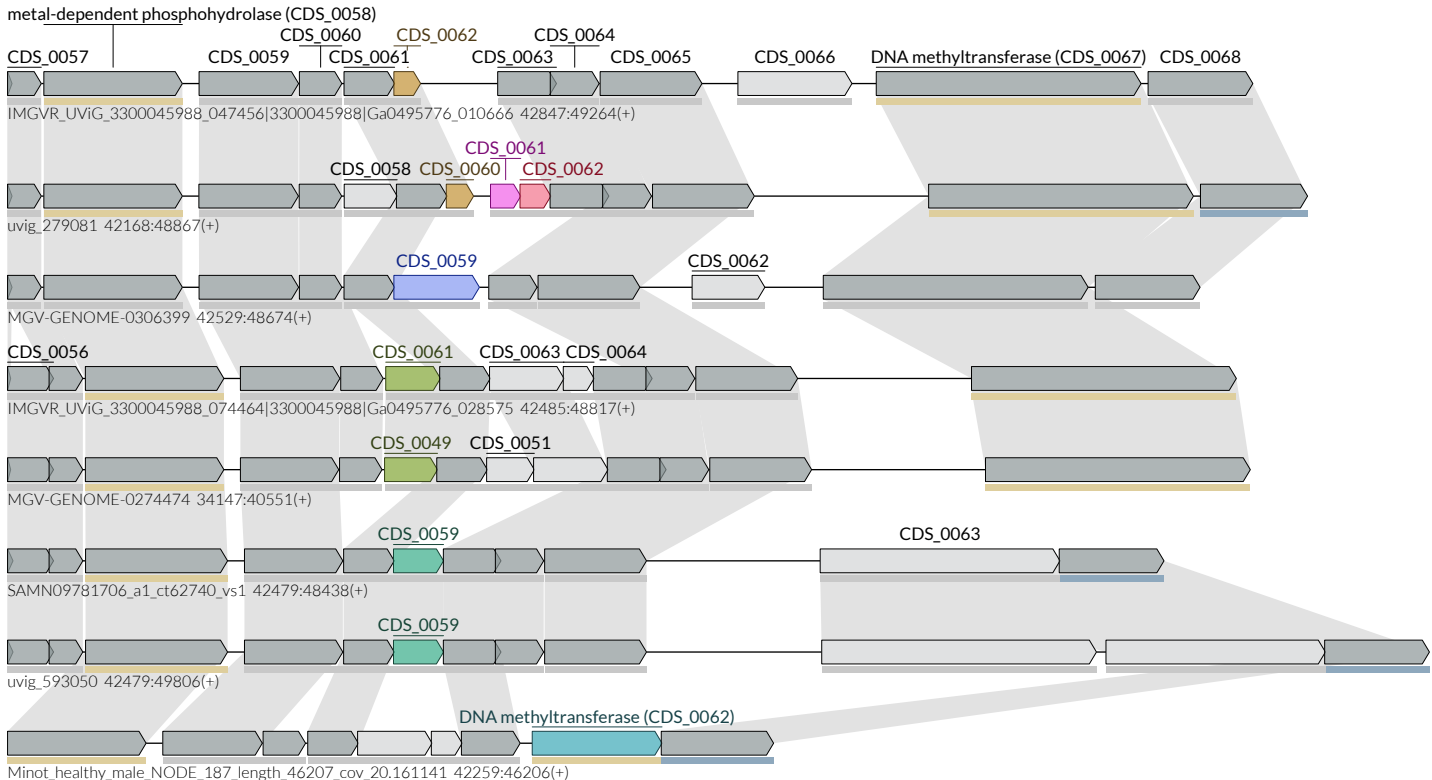 metal-dependent phosphohydrolase (CDS_0058)
CDS_0060 CDS_0062 CDS_0064
CDS_0057 CDS_0059 CDS_0061 CDS_0063 CDS_0065 CDS_0066 DNA methyltransferase (CDS_0067) CDS_0068
IMGVR_UViG_3300045988_047456|3300045988|Ga0495776_010666 42847:49264(+)
CDS_0061
CDS_0058 CDS_0060 CDS_0062
uvig_279081 42168:48867(+)
CDS_0059 CDS_0062
MGV-GENOME-0306399 42529:48674(+)
CDS_0056 CDS_0061 CDS_0063 CDS_0064
IMGVR_UViG_3300045988_074464|3300045988|Ga0495776_028575 42485:48817(+)
CDS_0049 CDS_0051
MGV-GENOME-0274474 34147:40551(+)
CDS_0059 CDS_0063
SAMN09781706_a1_ct62740_vs1 42479:48438(+)
CDS_0059
uvig_593050 42479:49806(+)
DNA methyltransferase (CDS_0062)
Minot_healthy_male_NODE_187_length_46207_cov_20.161141 42259:46206(+)